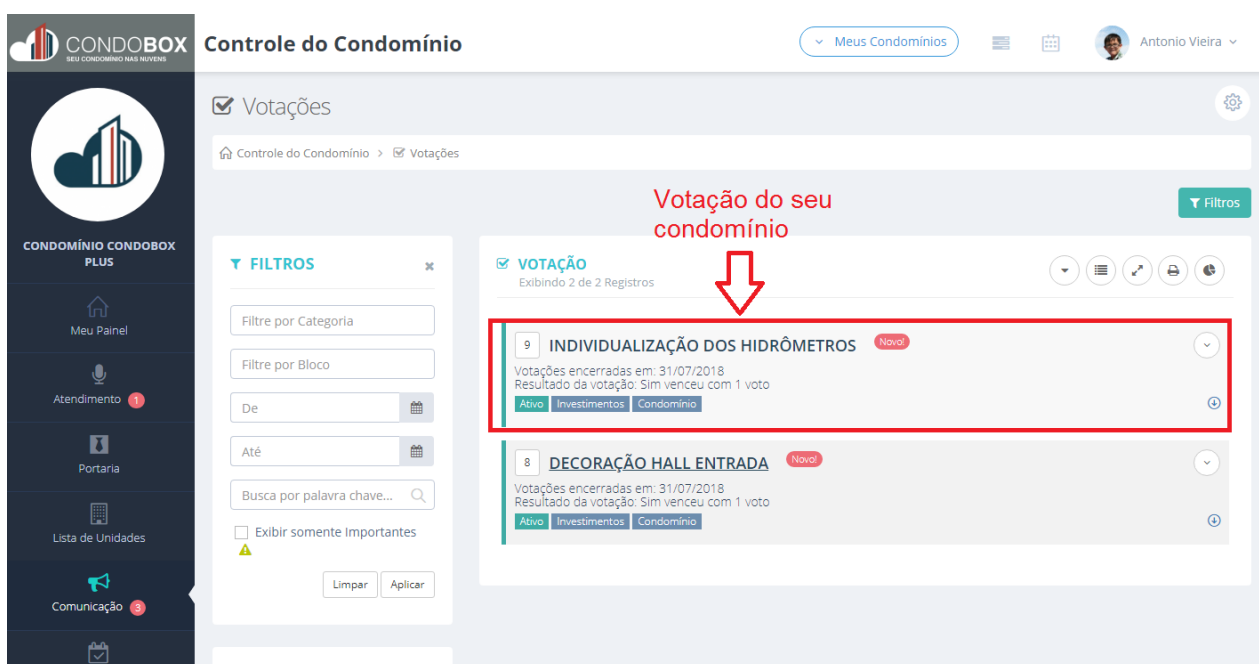 CONDOBOX
SEU CONDOMÍNIO NAS NUVENS
Controle do Condomínio
Meus Condomínios
Antonio Vieira
Votações
Controle do Condomínio > Votações
Votação do seu
condomínio
Filtros
CONDOMÍNIO CONDOBOX
PLUS
Meu Painel
Atendimento 1
Portaria
Lista de Unidades
Comunicação 3
FILTROS
Filtre por Categoria
Filtre por Bloco
De
Até
Busca por palavra chave...
Exibir somente Importantes
Limpar Aplicar
VOTAÇÃO
Exibindo 2 de 2 Registros
9 INDIVIDUALIZAÇÃO DOS HIDRÔMETROS Novo!
Votações encerradas em: 31/07/2018
Resultado da votação: Sim venceu com 1 voto
Ativo Investimentos Condomínio
8 DECORAÇÃO HALL ENTRADA Novo!
Votações encerradas em: 31/07/2018
Resultado da votação: Sim venceu com 1 voto
Ativo Investimentos Condomínio